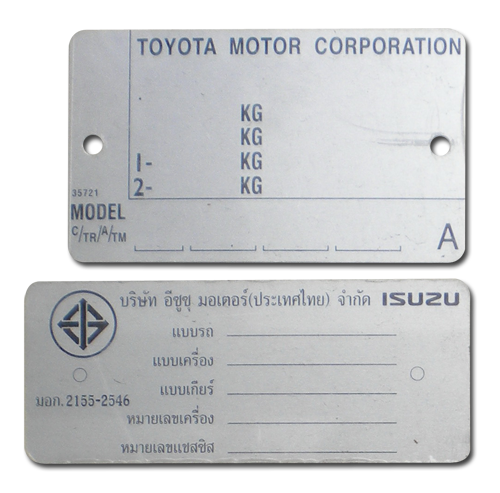 TOYOTA MOTOR CORPORATION
KG
KG
1- KG
2- KG
35721
MODEL
C/TR/A/TM
A
บริษัท อีซูซุ มอเตอร์(ประเทศไทย) จำกัด ISUZU
แบบรถ
แบบเครื่อง
แบบเกียร์
มอก.2155-2546
หมายเลขเครื่อง
หมายเลขแชสซิส